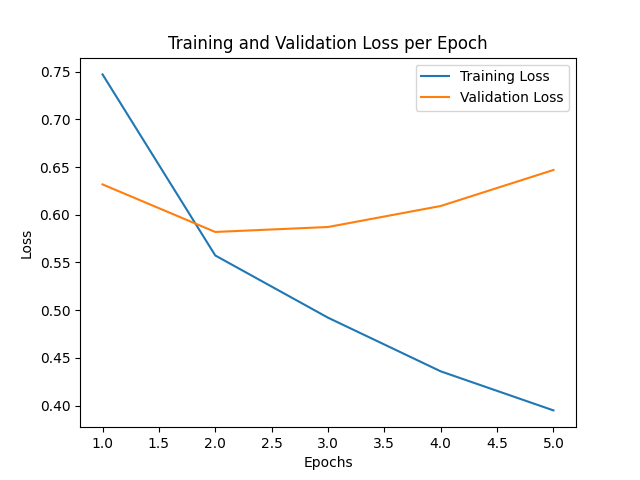 Training and Validation Loss per Epoch
Training Loss
Validation Loss
0.75
0.70
0.65
0.60
0.55
0.50
0.45
0.40
Loss
1.0 1.5 2.0 2.5 3.0 3.5 4.0 4.5 5.0
Epochs